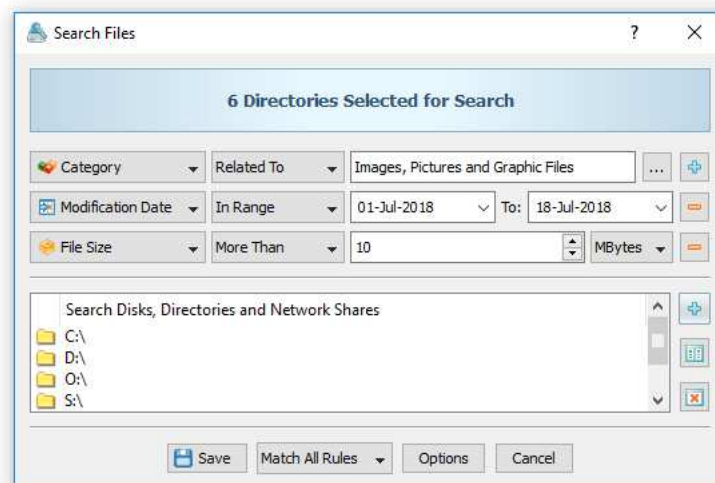 Search Files ?
6 Directories Selected for Search
Category Related To Images, Pictures and Graphic Files ...
Modification Date In Range 01-Jul-2018 To: 18-Jul-2018
File Size More Than 10 MBytes
Search Disks, Directories and Network Shares
C:\
D:\
O:\
S:\
Save Match All Rules Options Cancel